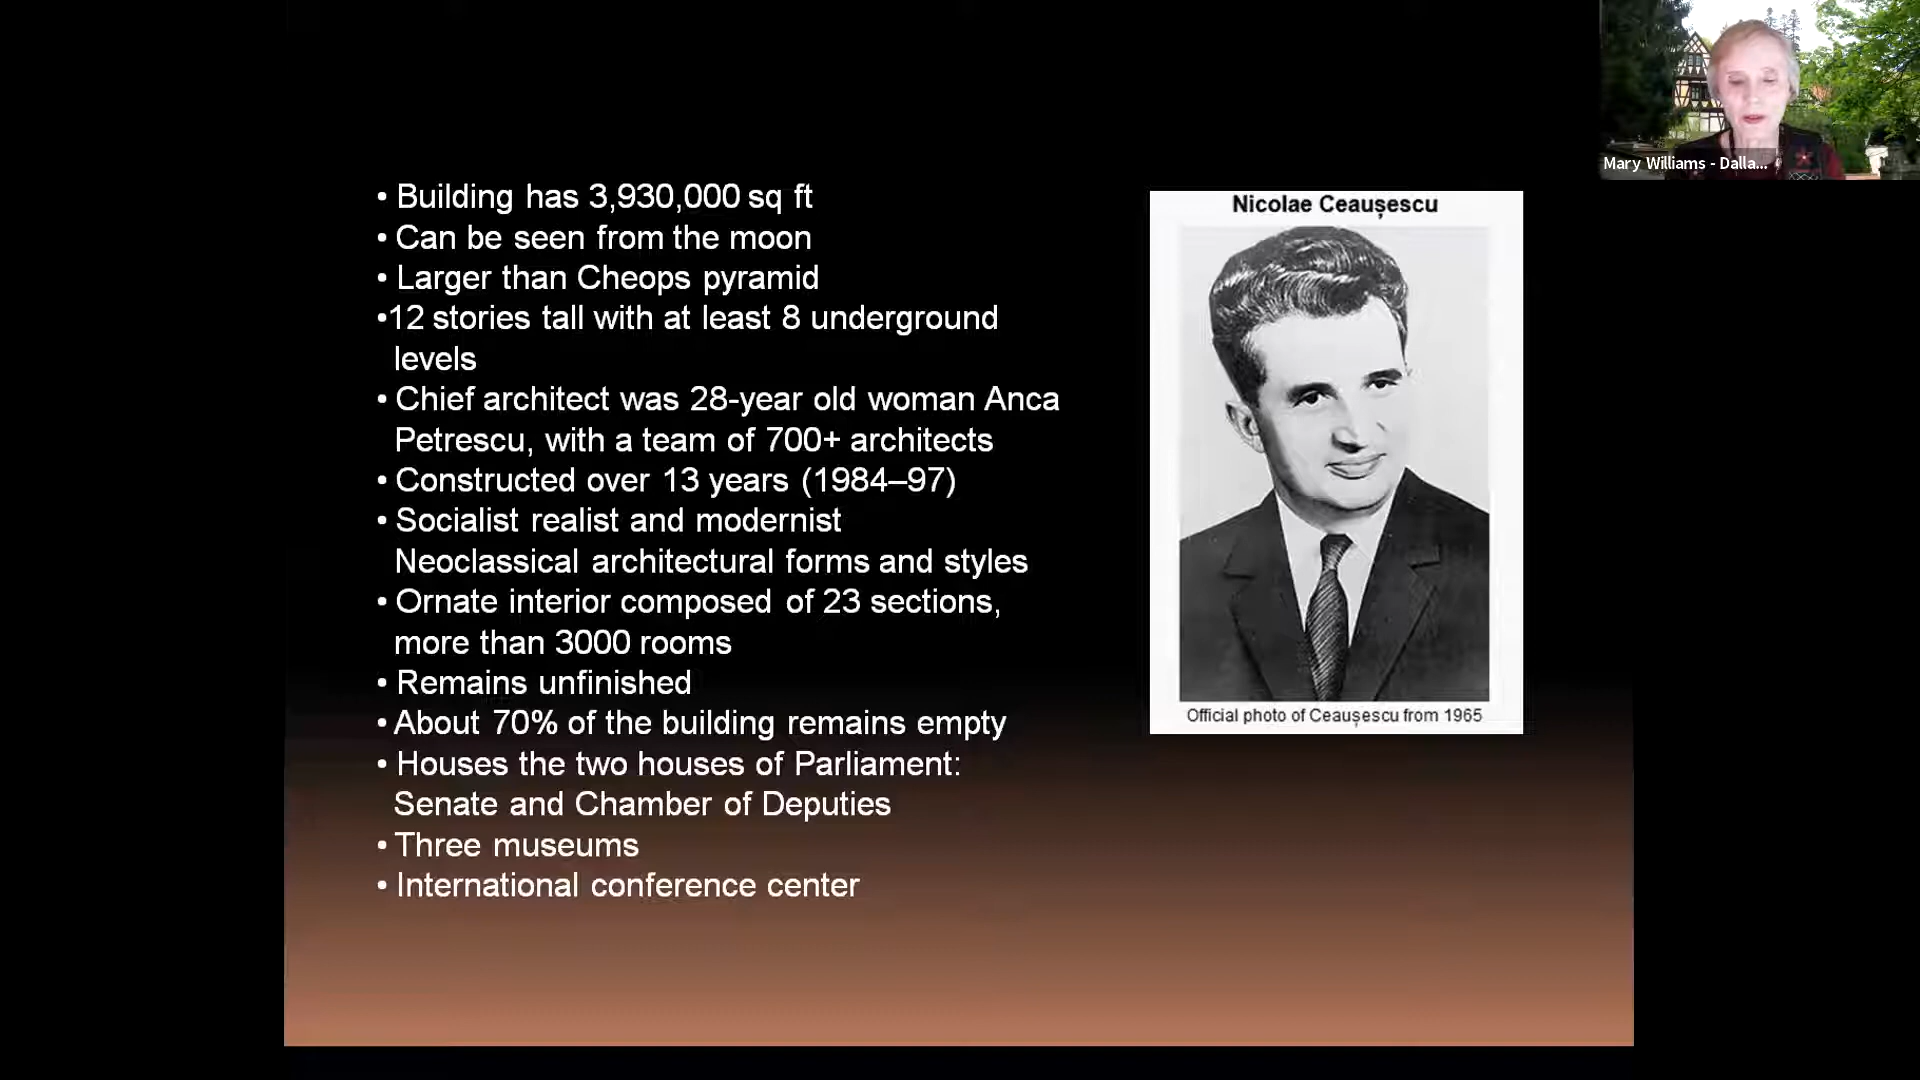 Mary Williams - Dalla...
• Building has 3,930,000 sq ft
• Can be seen from the moon
• Larger than Cheops pyramid
•12 stories tall with at least 8 underground
levels
• Chief architect was 28-year old woman Anca
Petrescu, with a team of 700+ architects
• Constructed over 13 years (1984–97)
• Socialist realist and modernist
Neoclassical architectural forms and styles
• Ornate interior composed of 23 sections,
more than 3000 rooms
• Remains unfinished
• About 70% of the building remains empty
• Houses the two houses of Parliament:
Senate and Chamber of Deputies
• Three museums
• International conference center
Nicolae Ceaușescu
Official photo of Ceaușescu from 1965